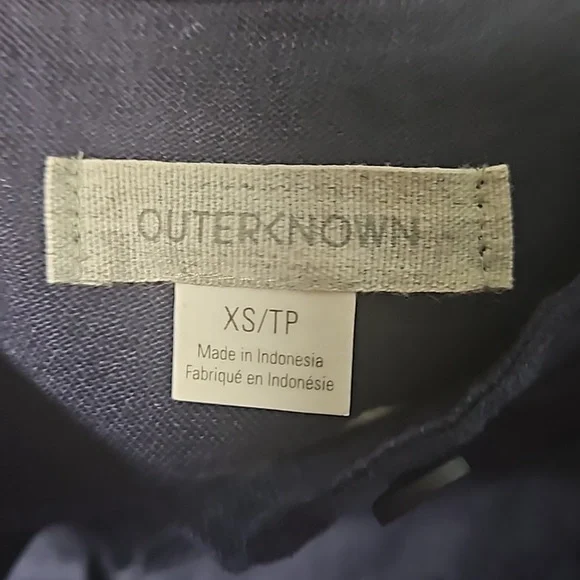 OUTERKNOWN
XS/TP
Made in Indonesia
Fabriqué en Indonésie